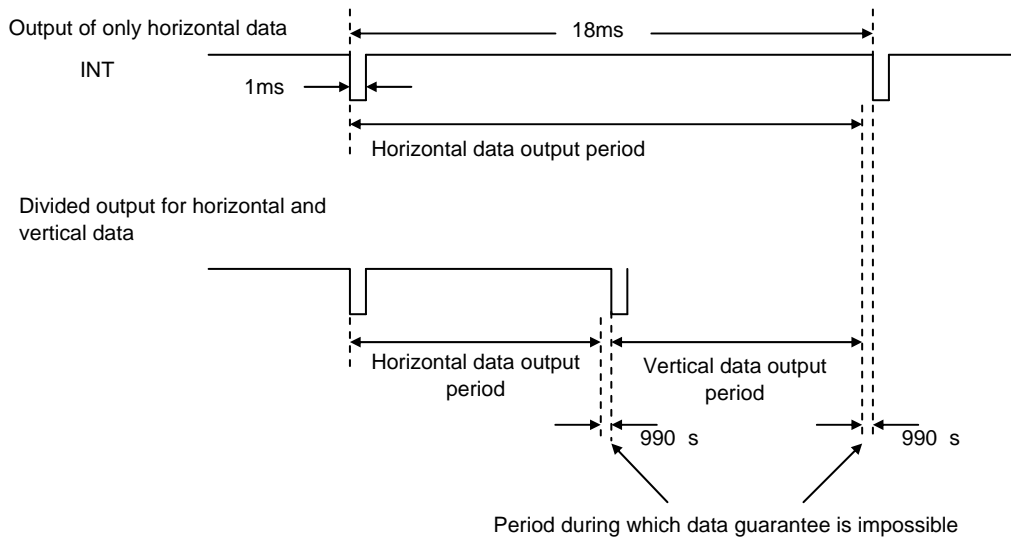 Output of only horizontal data
18ms
INT
1ms
Horizontal data output period
Divided output for horizontal and
vertical data
Horizontal data output
period
Vertical data output
period
990 s
990 s
Period during which data guarantee is impossible